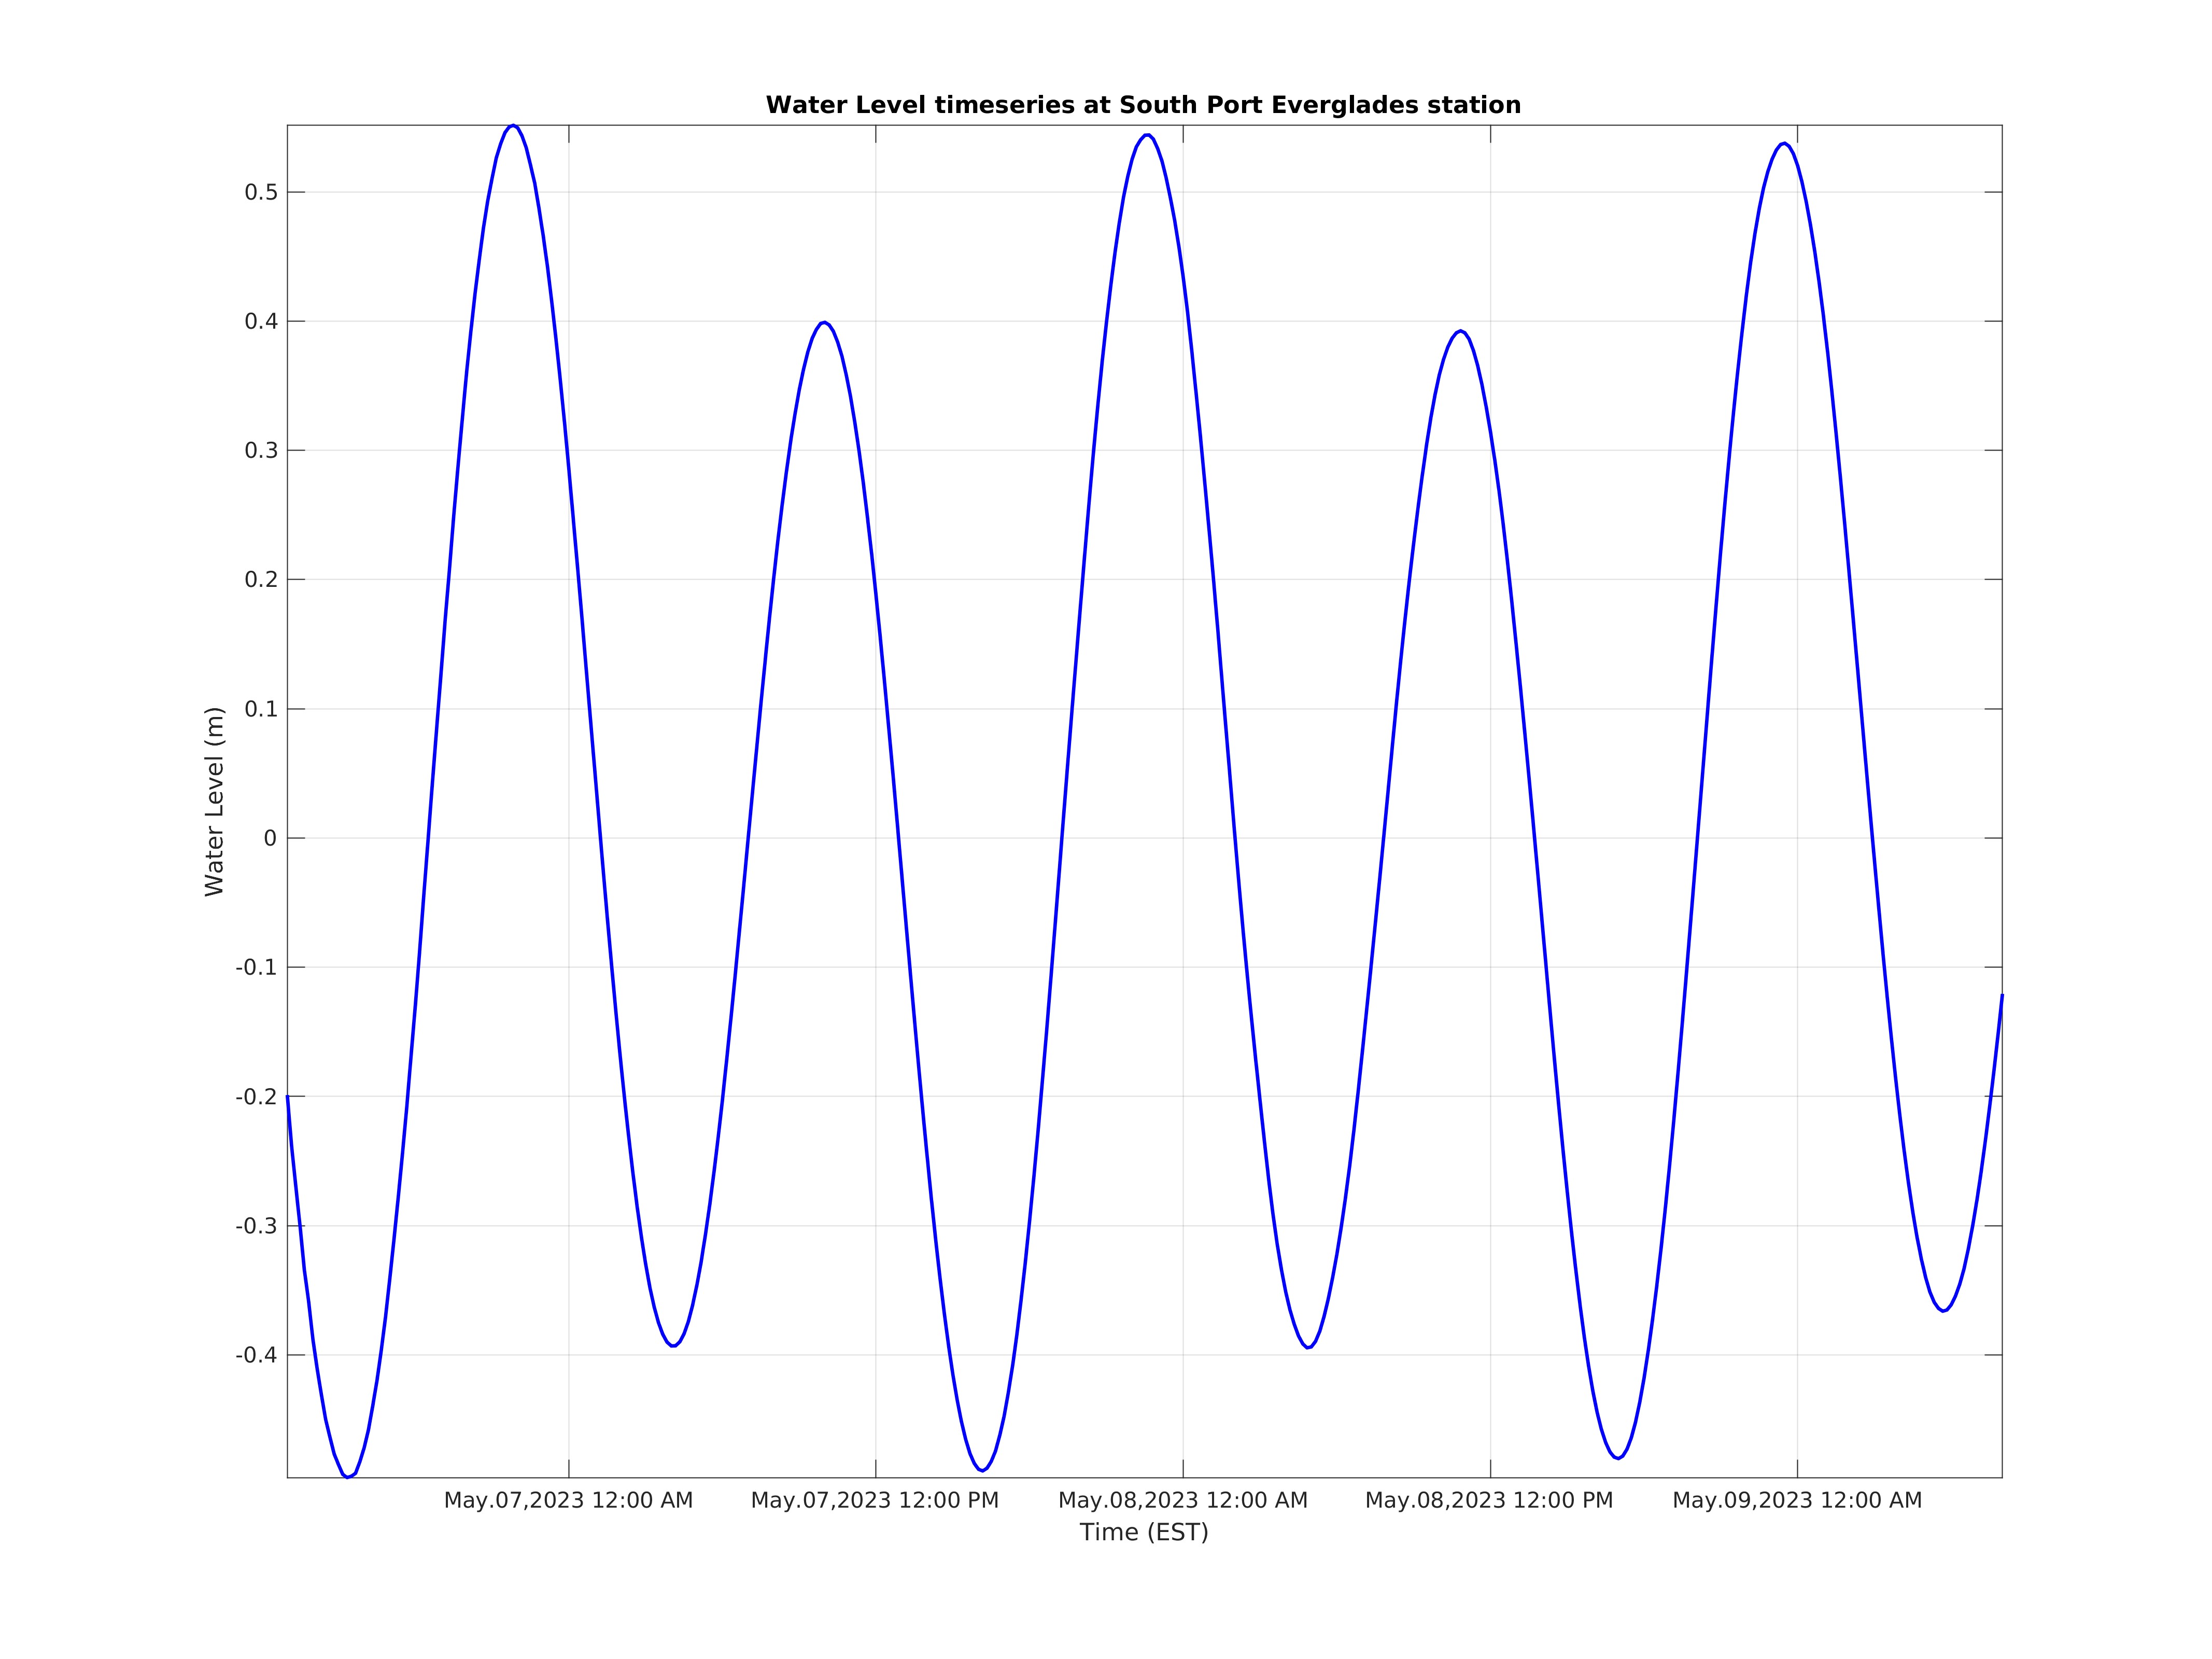 Water Level timeseries at South Port Everglades station
0.5
0.4
0.3
0.2
0.1
0
-0.1
-0.2
-0.3
-0.4
Water Level (m)
May.07,2023 12:00 AM
May.07,2023 12:00 PM
May.08,2023 12:00 AM
May.08,2023 12:00 PM
May.09,2023 12:00 AM
Time (EST)